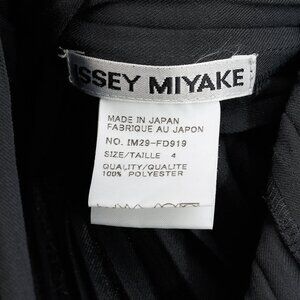 ISSEY MIYAKE
MADE IN JAPAN
FABRIQUE AU JAPON
NO. IM29-FD919
SIZE/TAILLE 4
QUALITY/QUALITE
100% POLYESTER